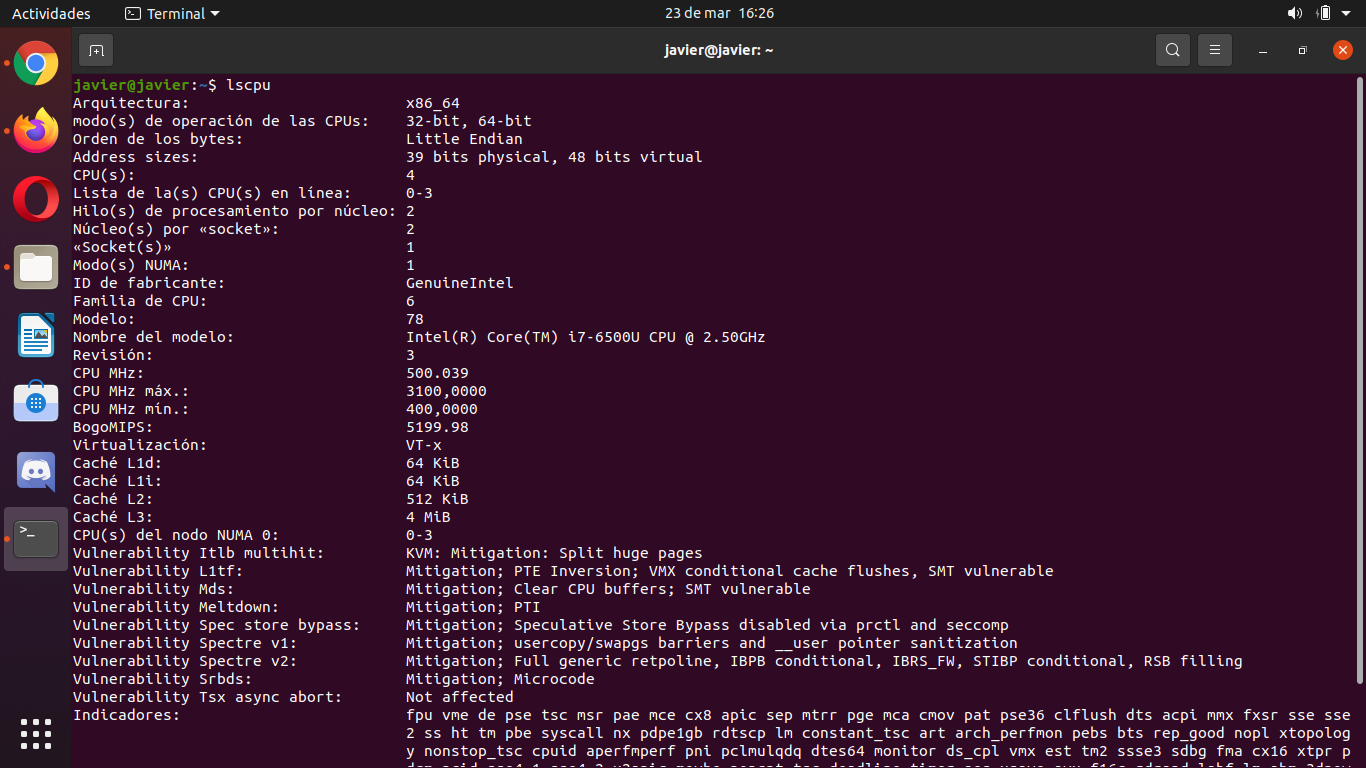 Actividades Terminal 23 de mar 16:26
javier@javier: ~
javier@javier:~$ lscpu
Arquitectura: x86_64
modo(s) de operación de las CPUs: 32-bit, 64-bit
Orden de los bytes: Little Endian
Address sizes: 39 bits physical, 48 bits virtual
CPU(s): 4
Lista de la(s) CPU(s) en línea: 0-3
Hilo(s) de procesamiento por núcleo: 2
Núcleo(s) por «socket»: 2
«Socket(s)» 1
Modo(s) NUMA: 1
ID de fabricante: GenuineIntel
Familia de CPU: 6
Modelo: 78
Nombre del modelo: Intel(R) Core(TM) i7-6500U CPU @ 2.50GHz
Revisión: 3
CPU MHz: 500.039
CPU MHz máx.: 3100,0000
CPU MHz mín.: 400,0000
BogoMIPS: 5199.98
Virtualización: VT-x
Caché L1d: 64 KiB
Caché L1i: 64 KiB
Caché L2: 512 KiB
Caché L3: 4 MiB
CPU(s) del nodo NUMA 0: 0-3
Vulnerability Itlb multihit: KVM: Mitigation: Split huge pages
Vulnerability L1tf: Mitigation; PTE Inversion; VMX conditional cache flushes, SMT vulnerable
Vulnerability Mds: Mitigation; Clear CPU buffers; SMT vulnerable
Vulnerability Meltdown: Mitigation; PTI
Vulnerability Spec store bypass: Mitigation; Speculative Store Bypass disabled via prctl and seccomp
Vulnerability Spectre v1: Mitigation; usercopy/swapgs barriers and __user pointer sanitization
Vulnerability Spectre v2: Mitigation; Full generic retpoline, IBPB conditional, IBRS_FW, STIBP conditional, RSB filling
Vulnerability Srbds: Mitigation; Microcode
Vulnerability Tsx async abort: Not affected
Indicadores: fpu vme de pse tsc msr pae mce cx8 apic sep mtrr pge mca cmov pat pse36 clflush dts acpi mmx fxsr sse sse
2 ss ht tm pbe syscall nx pdpe1gb rdtscp lm constant_tsc art arch_perfmon pebs bts rep_good nopl xtopolog
y nonstop_tsc cpuid aperfmperf pni pclmulqdq dtes64 monitor ds_cpl vmx est tm2 ssse3 sdbg fma cx16 xtpr p